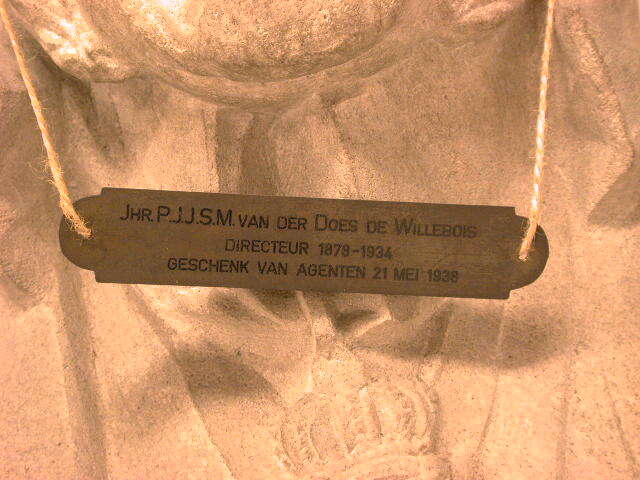 JHR. P.J.J.S.M. VAN DER DOES DE WILLEBOIS
DIRECTEUR 1879-1934
GESCHENK VAN AGENTEN 21 MEI 1938